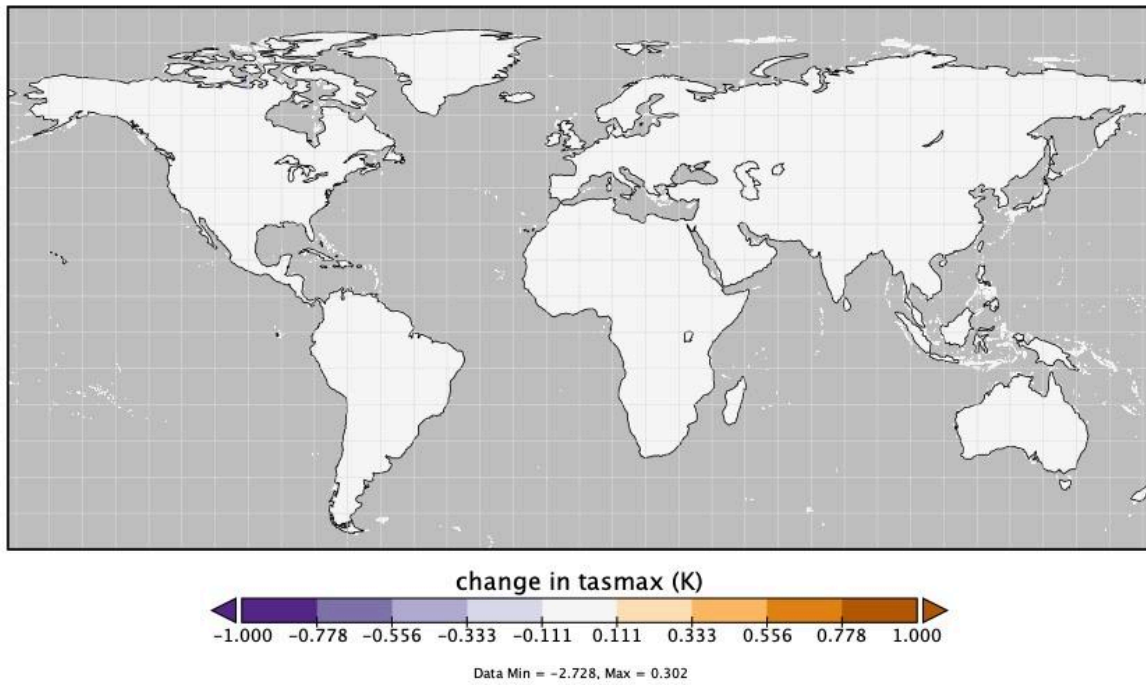 change in tasmax (K)
−1.000 −0.778 −0.556 −0.333 −0.111 0.111 0.333 0.556 0.778 1.000
Data Min = −2.728, Max = 0.302